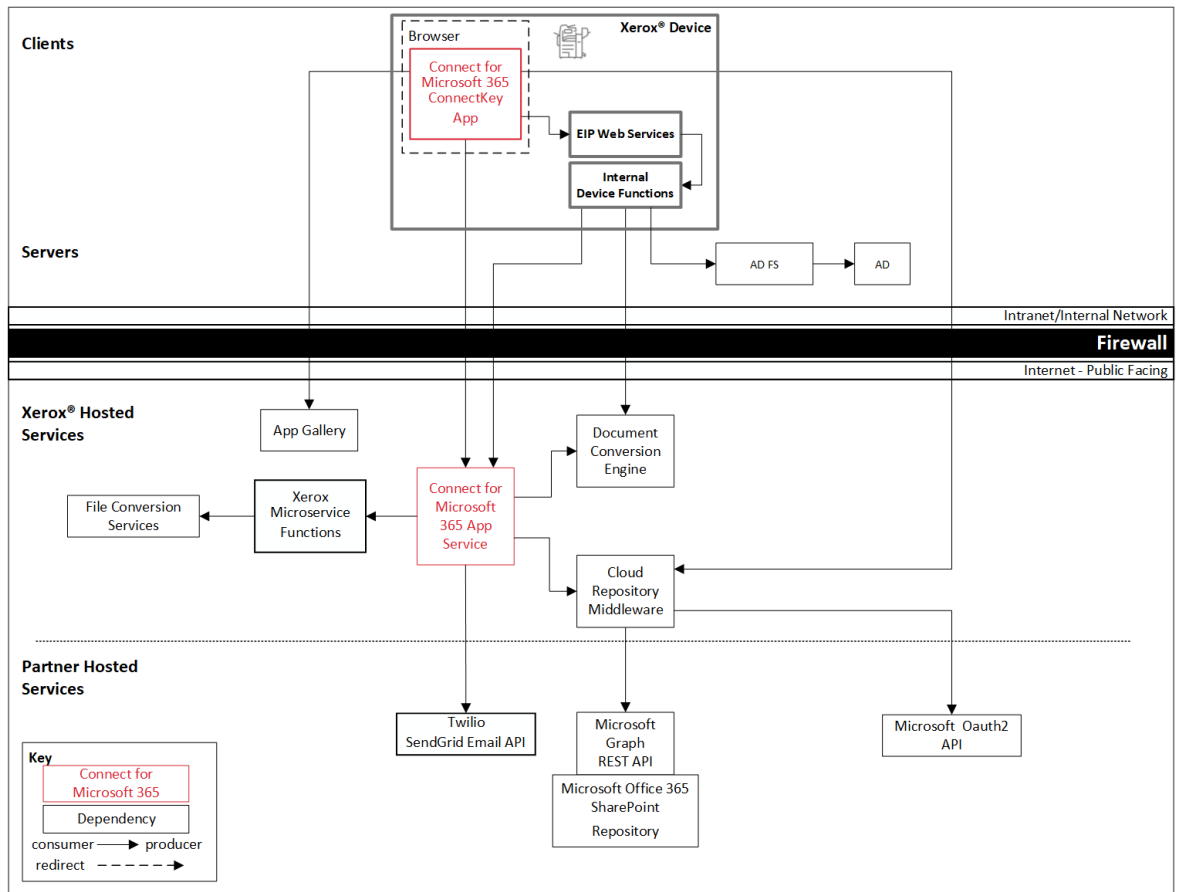 Clients
Browser
Xerox® Device
Connect for
Microsoft 365
ConnectKey
App
EIP Web Services
Internal
Device Functions
Servers
AD FS
AD
Intranet/Internal Network
Firewall
Internet - Public Facing
Xerox® Hosted
Services
App Gallery
Document
Conversion
Engine
File Conversion
Services
Xerox
Microservice
Functions
Connect for
Microsoft
365 App
Service
Cloud
Repository
Middleware
Partner Hosted
Services
Twilio
SendGrid Email API
Microsoft
Graph
REST API
Microsoft Office 365
SharePoint
Repository
Microsoft Oauth2
API
Key
Connect for
Microsoft 365
Dependency
consumer producer
redirect